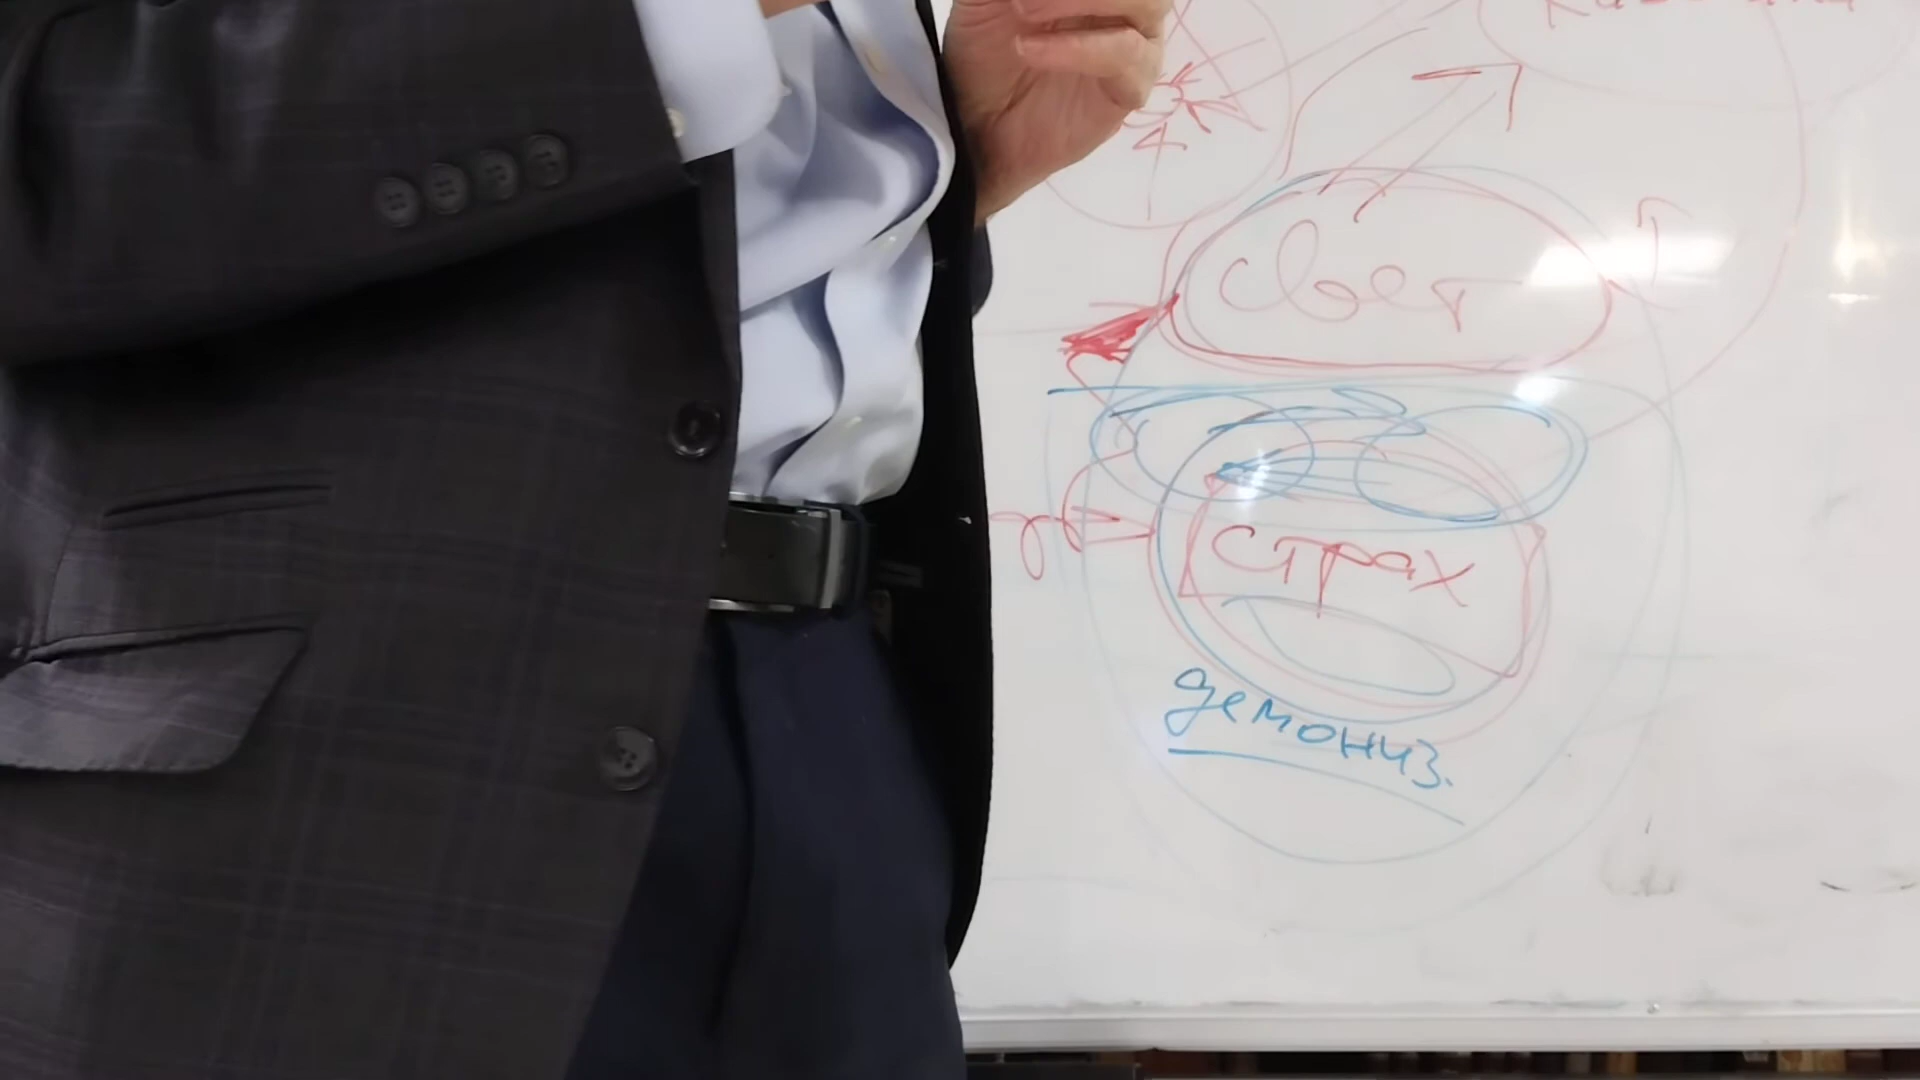 свет
страх
демониз.